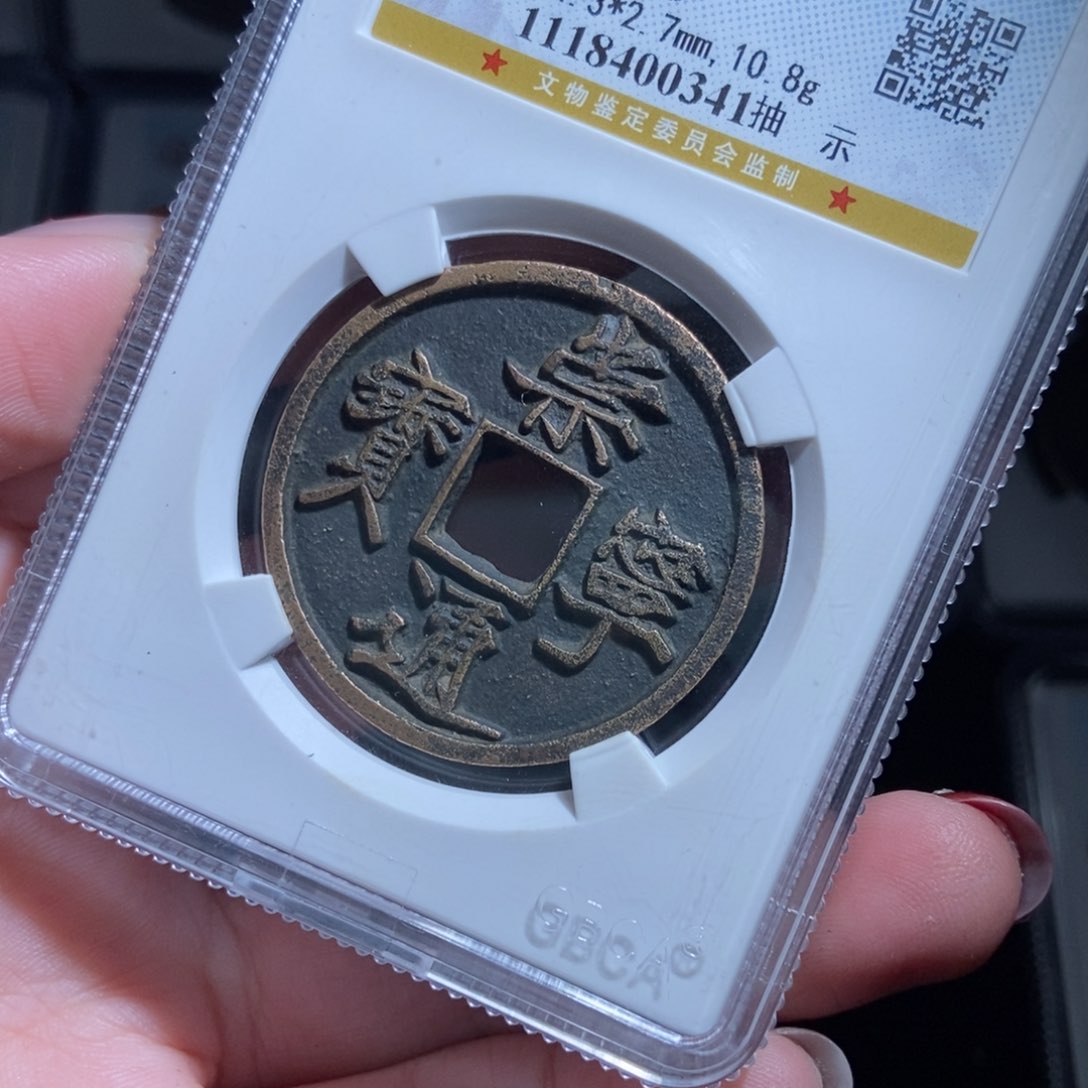 3*2.7mm, 10.8g
1118400341抽 示
文物鉴定委员会监制
崇寧通寳
GBCA